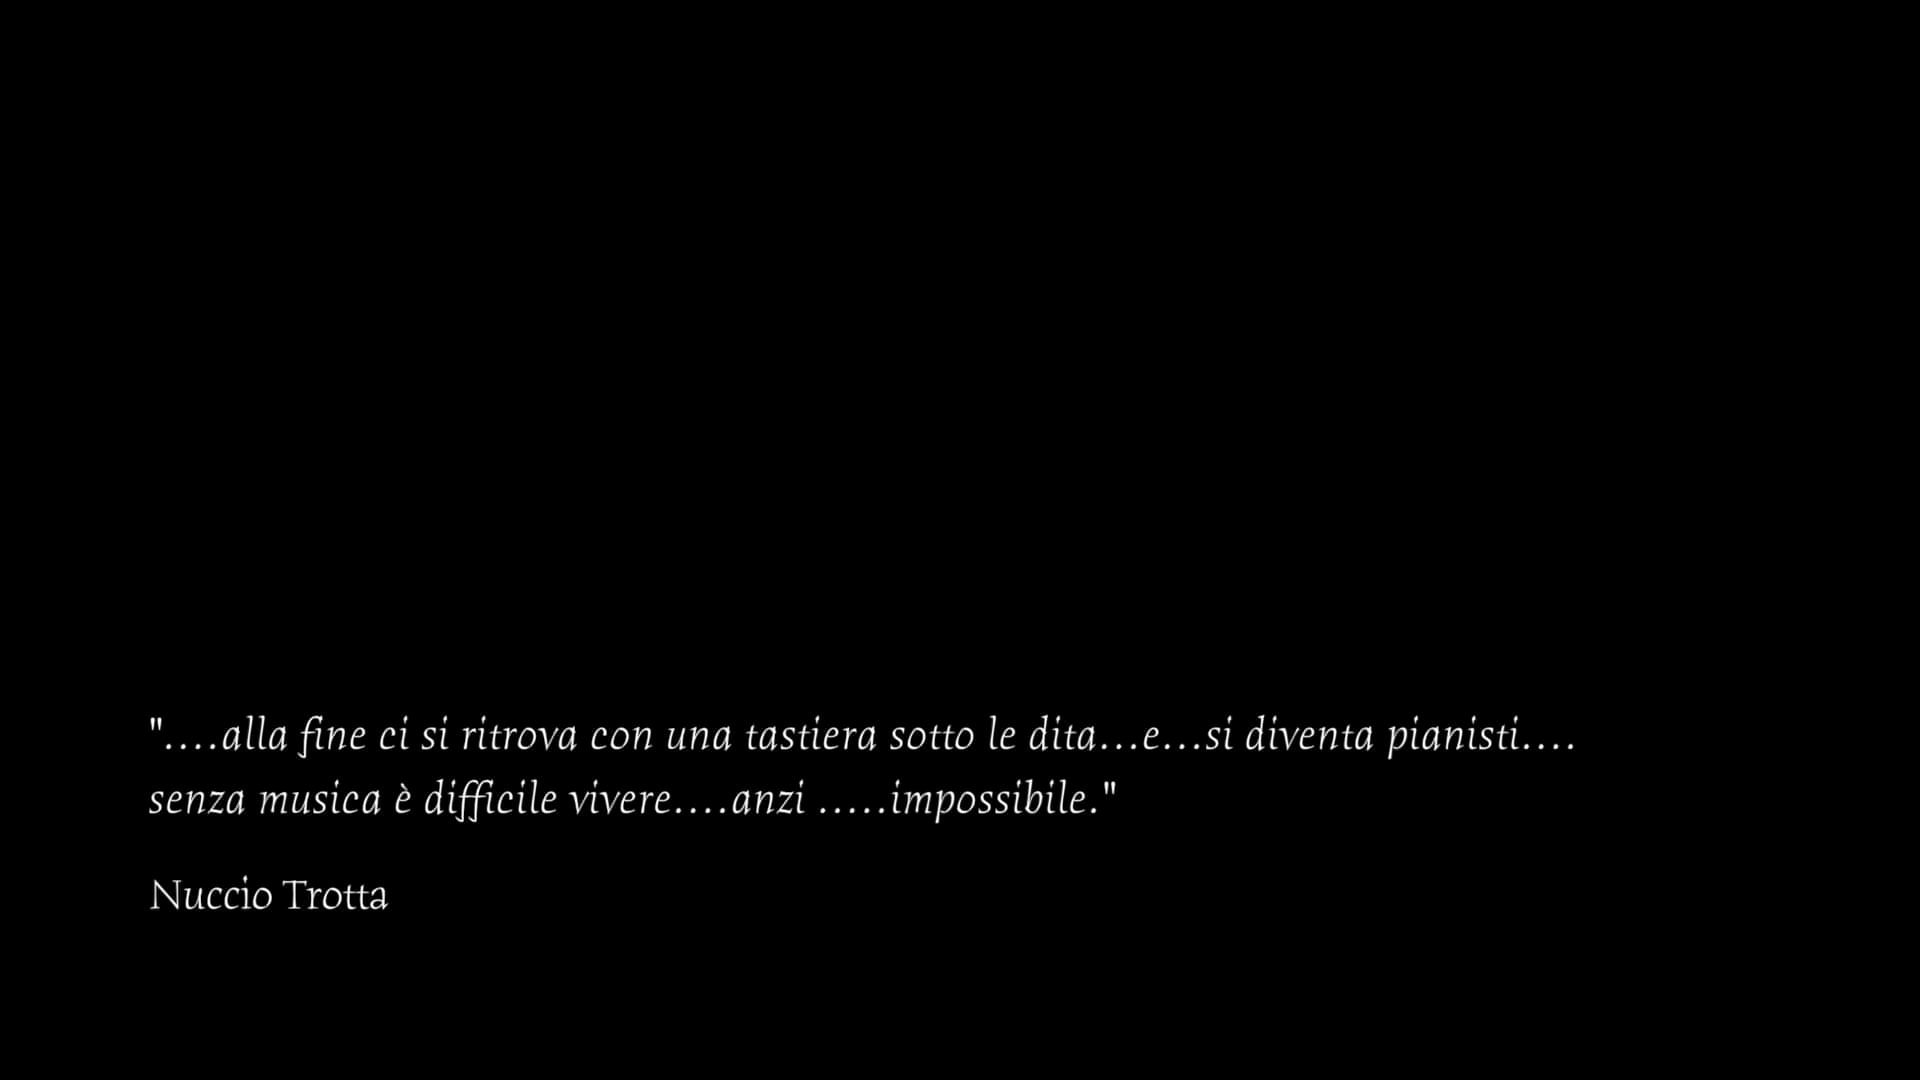 "....alla fine ci si ritrova con una tastiera sotto le dita...e...si diventa pianisti....
senza musica è difficile vivere....anzi .....impossibile."
Nuccio Trotta